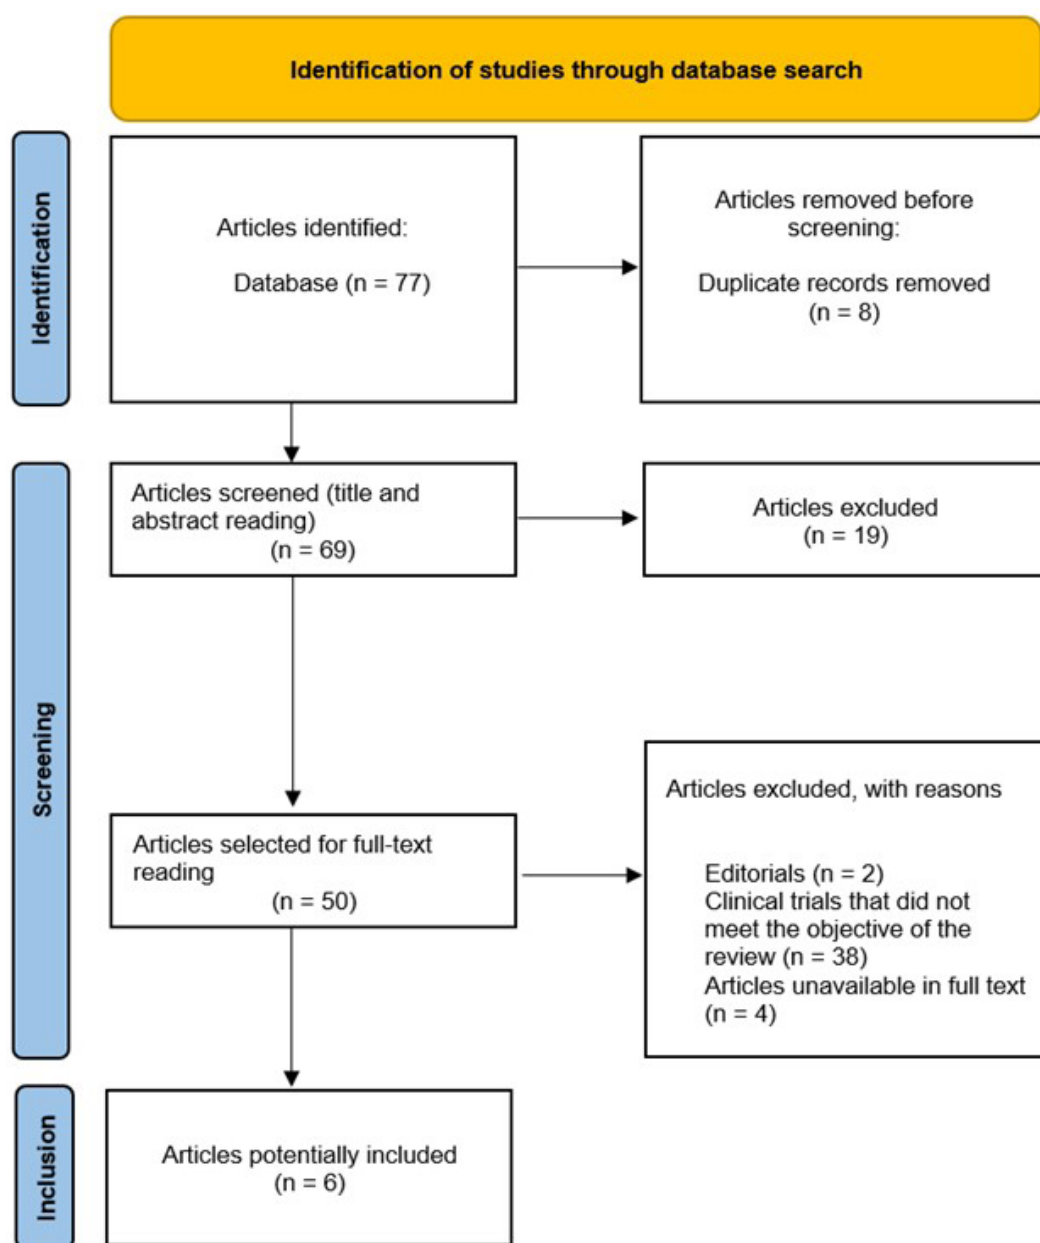 Identification of studies through database search
Identification
Articles identified:
Database (n = 77)
Articles removed before
screening:
Duplicate records removed
(n = 8)
Screening
Articles screened (title and
abstract reading)
(n = 69)
Articles excluded
(n = 19)
Articles selected for full-text
reading
(n = 50)
Articles excluded, with reasons
Editorials (n = 2)
Clinical trials that did not
meet the objective of the
review (n = 38)
Articles unavailable in full text
(n = 4)
Inclusion
Articles potentially included
(n = 6)